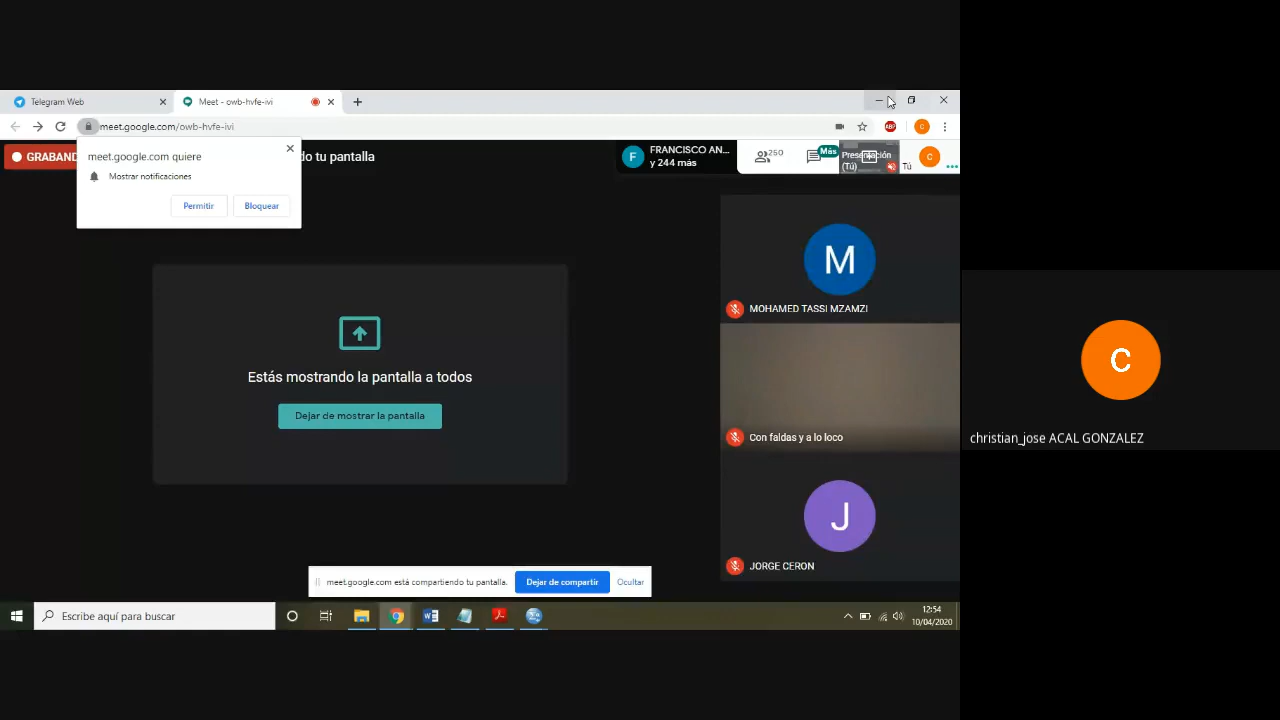 Telegram Web
Meet - owb-hvfe-ivi
meet.google.com/owb-hvfe-ivi
ABP
C
GRABAND
do tu pantalla
meet.google.com quiere
Mostrar notificaciones
Permitir
Bloquear
F
FRANCISCO AN...
y 244 más
250
Más
Presentación
(Tú)
Tú
C
Estás mostrando la pantalla a todos
Dejar de mostrar la pantalla
M
MOHAMED TASSI MZAMZI
Con faldas y a lo loco
J
JORGE CERON
C
christian_jose ACAL GONZALEZ
meet.google.com está compartiendo tu pantalla.
Dejar de compartir
Ocultar
Escribe aquí para buscar
12:54
10/04/2020